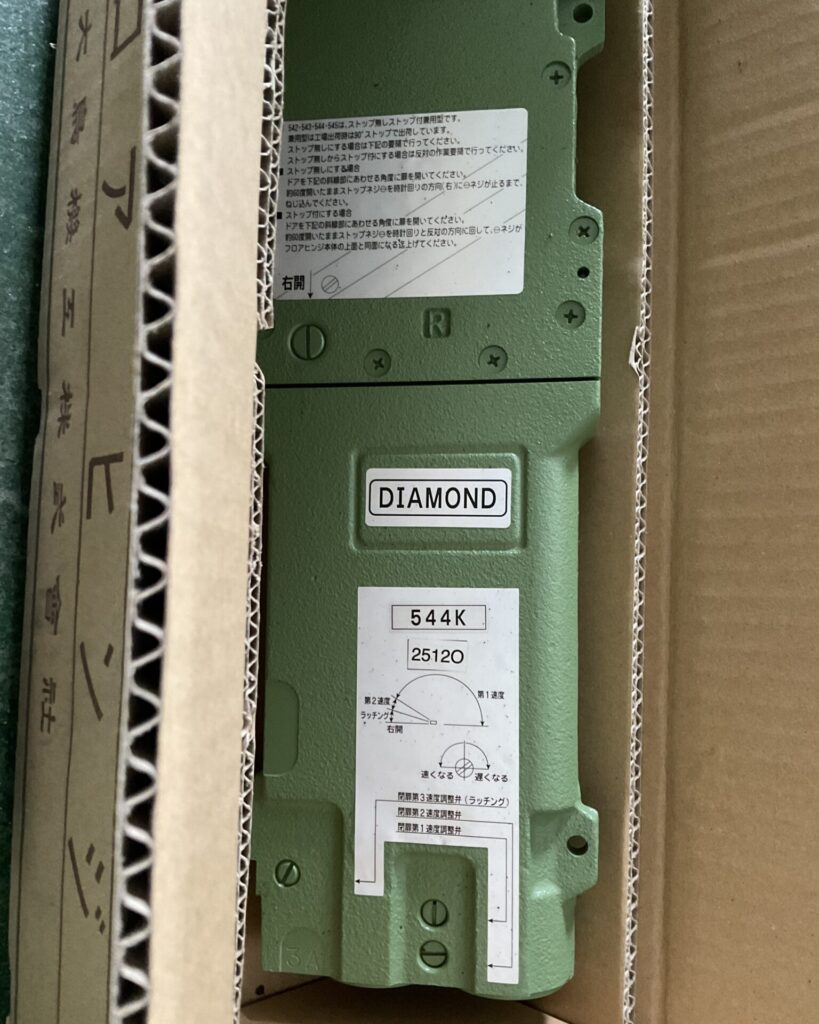 542・543・544・545は、ストップ無しストップ付兼用型です。
兼用型は工場出荷時は90°ストップで出荷しています。
ストップ無しにする場合は下記の要領で行ってください。
ストップ無しからストップ付にする場合は反対の作業要領で行ってください。
■ ストップ無しにする場合
ドアを下記の斜線部にあわせる角度に扉を開いてください。
約60度開いたままストップネジ⊖を時計回りの方向(右)に⊖ネジが止るまで、
ねじ込んでください。
■ ストップ付にする場合
ドアを下記の斜線部にあわせる角度に扉を開いてください。
約60度開いたままストップネジ⊖を時計回りと反対の方向に回して、⊖ネジが
フロアヒンジ本体の上面と同面になる迄上げてください。
右開
R
DIAMOND
544K
2512O
第1速度
第2速度
ラッチング
右開
速くなる
遅くなる
閉扉第3速度調整弁(ラッチング)
閉扉第2速度調整弁
閉扉第1速度調整弁
ロアヒンジ